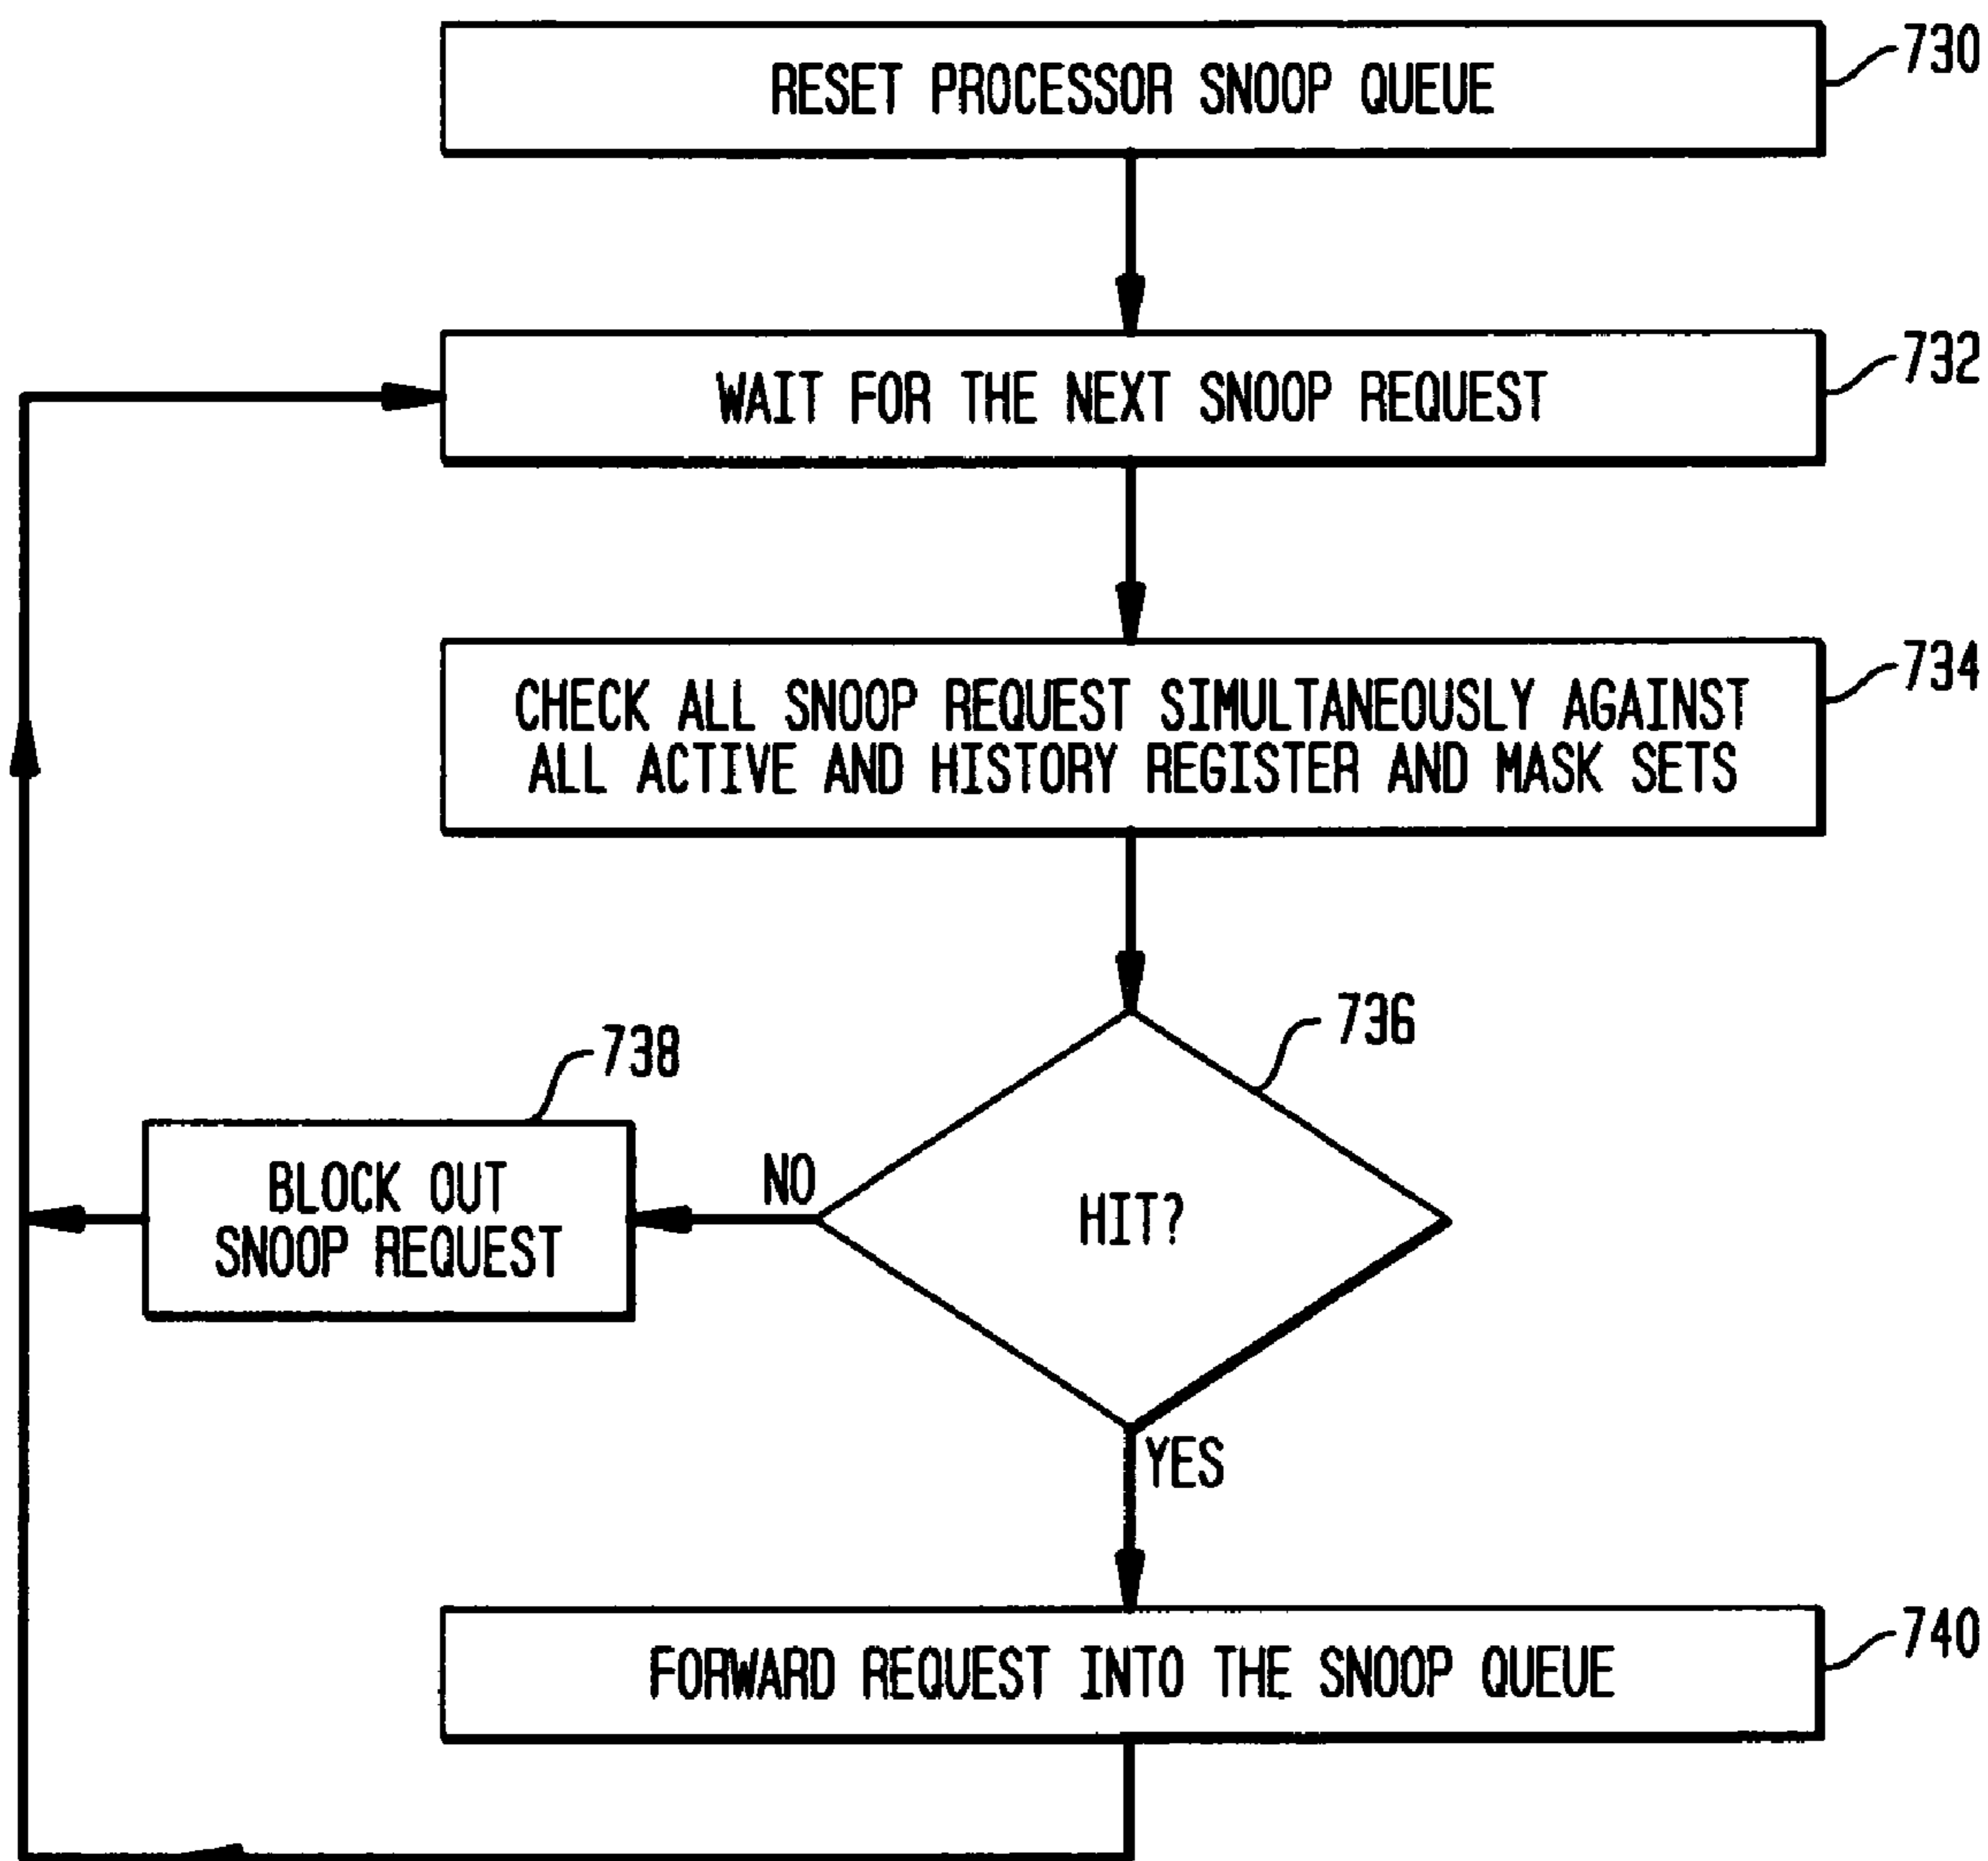 RESET PROCESSOR SNOOP QUEUE
730
WAIT FOR THE NEXT SNOOP REQUEST
732
CHECK ALL SNOOP REQUEST SIMULTANEOUSLY AGAINST
ALL ACTIVE AND HISTORY REGISTER AND MASK SETS
734
736
HIT?
NO
738
BLOCK OUT
SNOOP REQUEST
YES
FORWARD REQUEST INTO THE SNOOP QUEUE
740